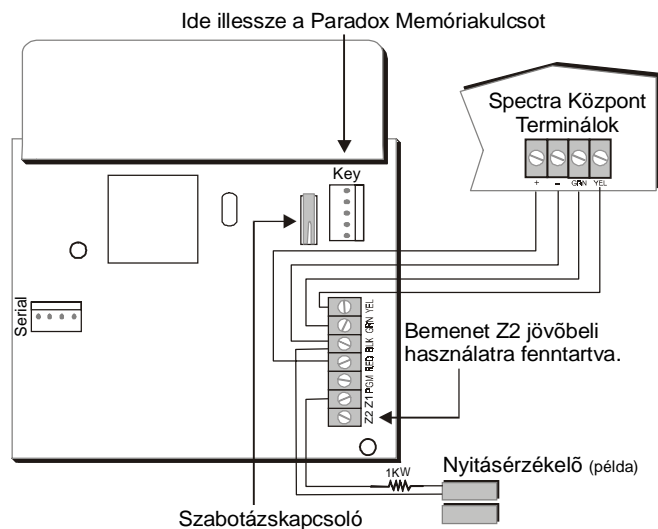 Ide illessze a Paradox Memóriakulcsot
Spectra Központ
Terminálok
+ - GRN YEL
Key
Serial
YEL
GRN
BLK
RED
PGM
Z1
Z2
Bemenet Z2 jövõbeli
használatra fenntartva.
1KW
Nyitásérzékelõ (példa)
Szabotázskapcsoló